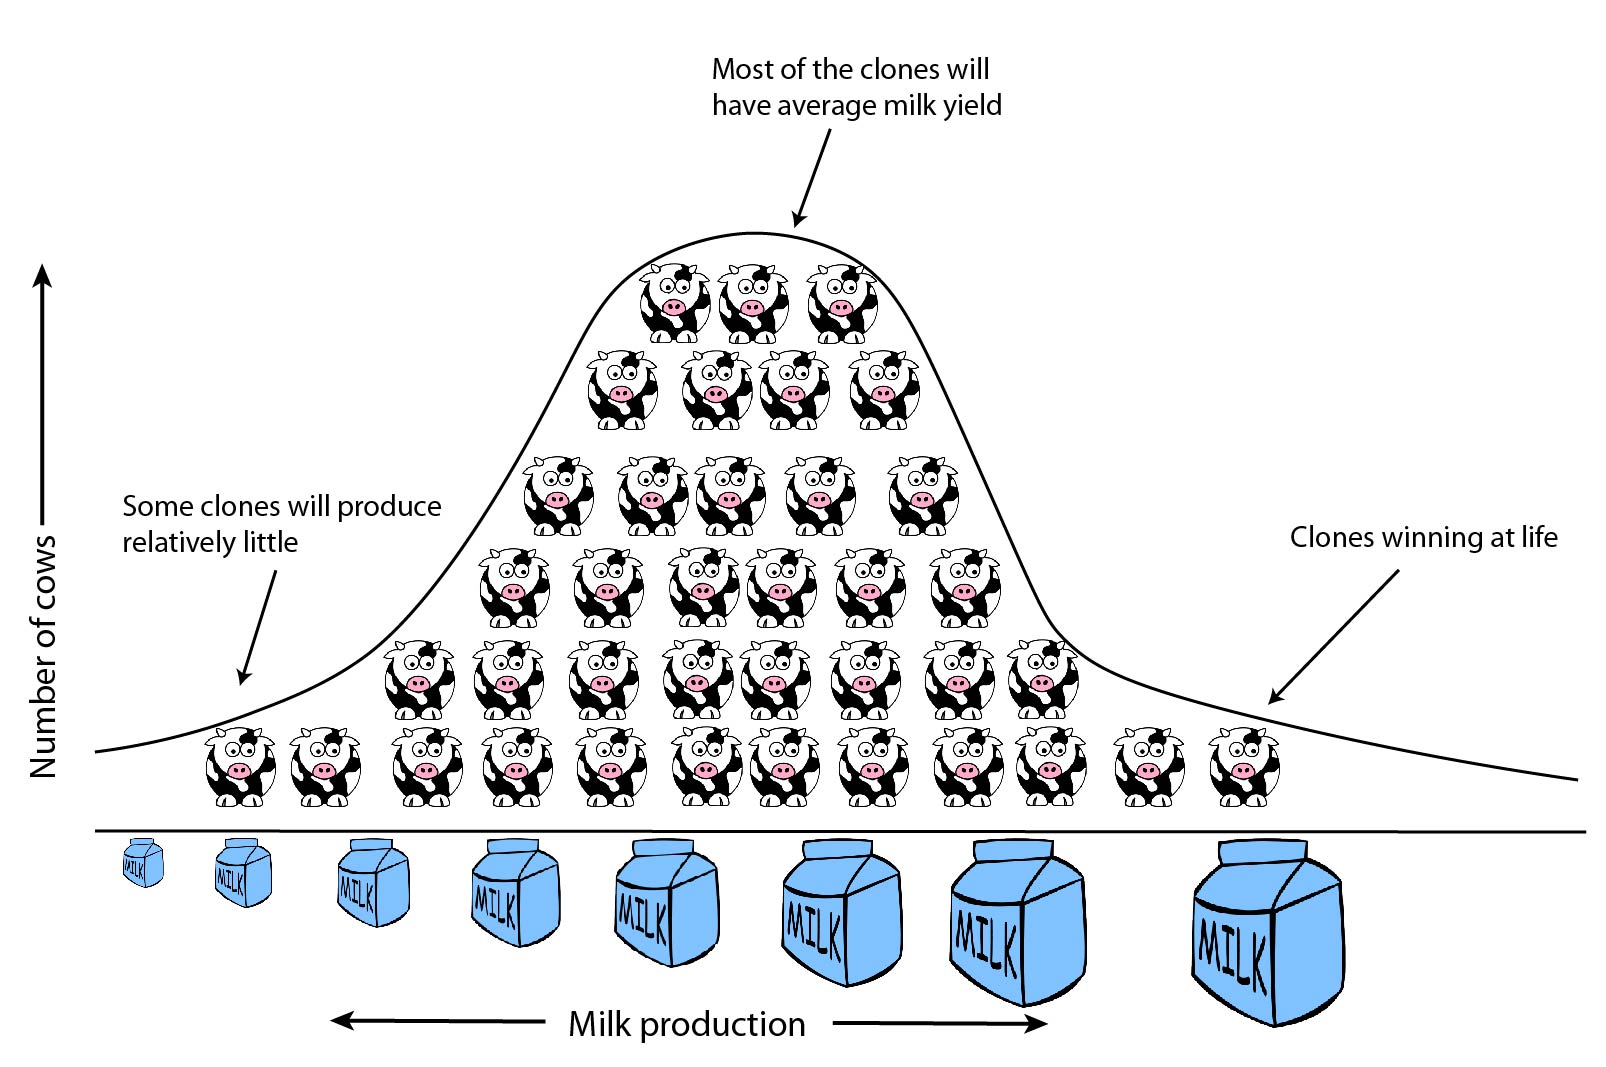 Most of the clones will
have average milk yield
Some clones will produce
relatively little
Clones winning at life
Number of cows
MILK
MILK
MILK
MILK
MILK
MILK
MILK
MILK
Milk production